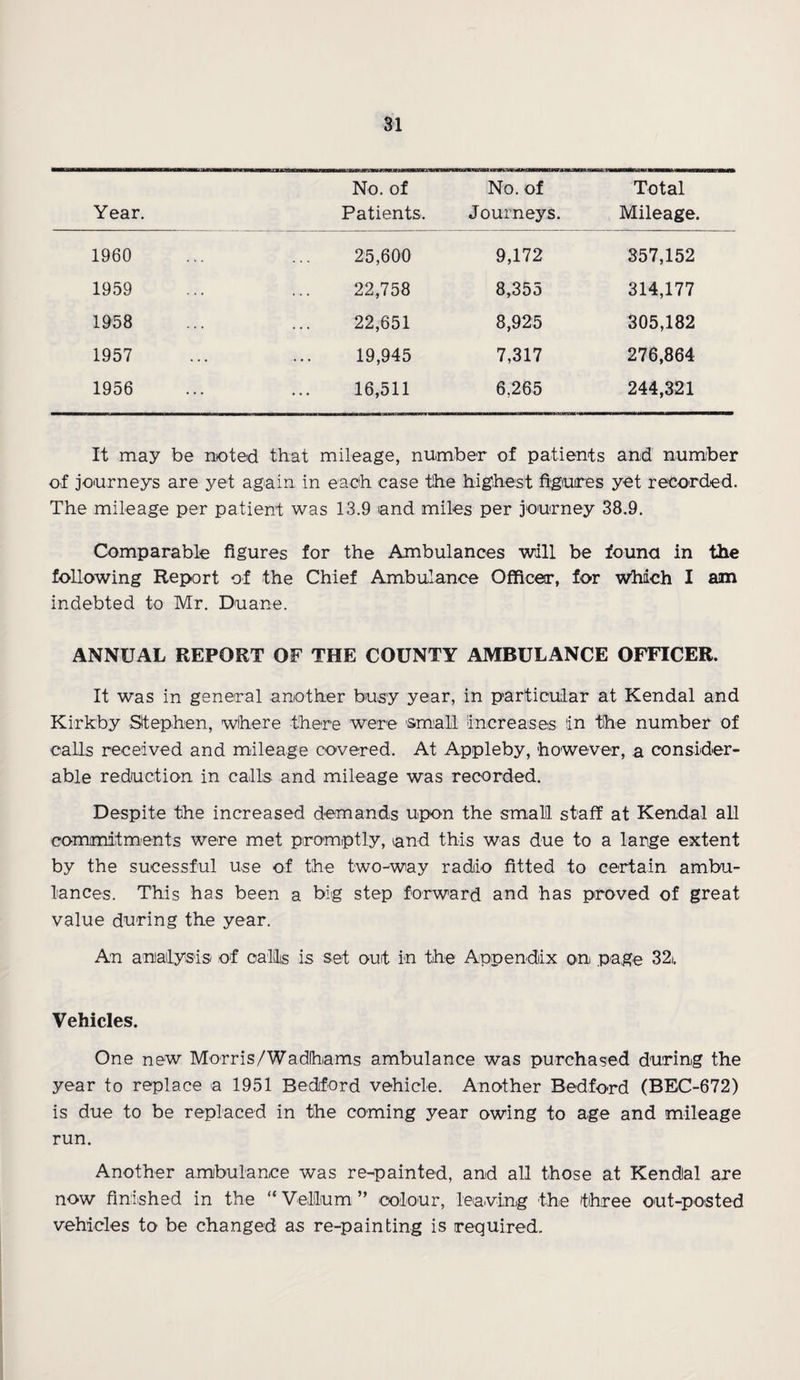 31
Year. No. of Patients. No. of Journeys. Total Mileage.
1960 ... ... 25,600 9,172 357,152
1959 ... ... 22,758 8,355 314,177
1958 ... ... 22,651 8,925 305,182
1957 ... ... 19,945 7,317 276,864
1956 ... ... 16,511 6,265 244,321
It may be noted that mileage, number of patients and number
of journeys are yet again in each case the highest figures yet recorded.
The mileage per patient was 13.9 and miles per journey 38.9.
Comparable figures for the Ambulances will be found in the
following Report of the Chief Ambulance Officer, for which I am
indebted to Mr. Duane.
ANNUAL REPORT OF THE COUNTY AMBULANCE OFFICER.
It was in general another busy year, in particular at Kendal and
Kirkby Stephen, where there were small increases in the number of
calls received and mileage covered. At Appleby, however, a consider-
able reduction in calls and mileage was recorded.
Despite the increased demands upon the small staff at Kendal all
commitments were met promptly, and this was due to a large extent
by the sucessful use of the two-way radio fitted to certain ambu-
lances. This has been a big step forward and has proved of great
value during the year.
An analysis of calls is set out in the Appendix on page 32.
Vehicles.
One new Morris/Wadhams ambulance was purchased during the
year to replace a 1951 Bedford vehicle. Another Bedford (BEC-672)
is due to be replaced in the coming year owing to age and mileage
run.
Another ambulance was re-painted, and all those at Kendal are
now finished in the “Vellum” colour, leaving the three out-posted
vehicles to be changed as re-painting is required.